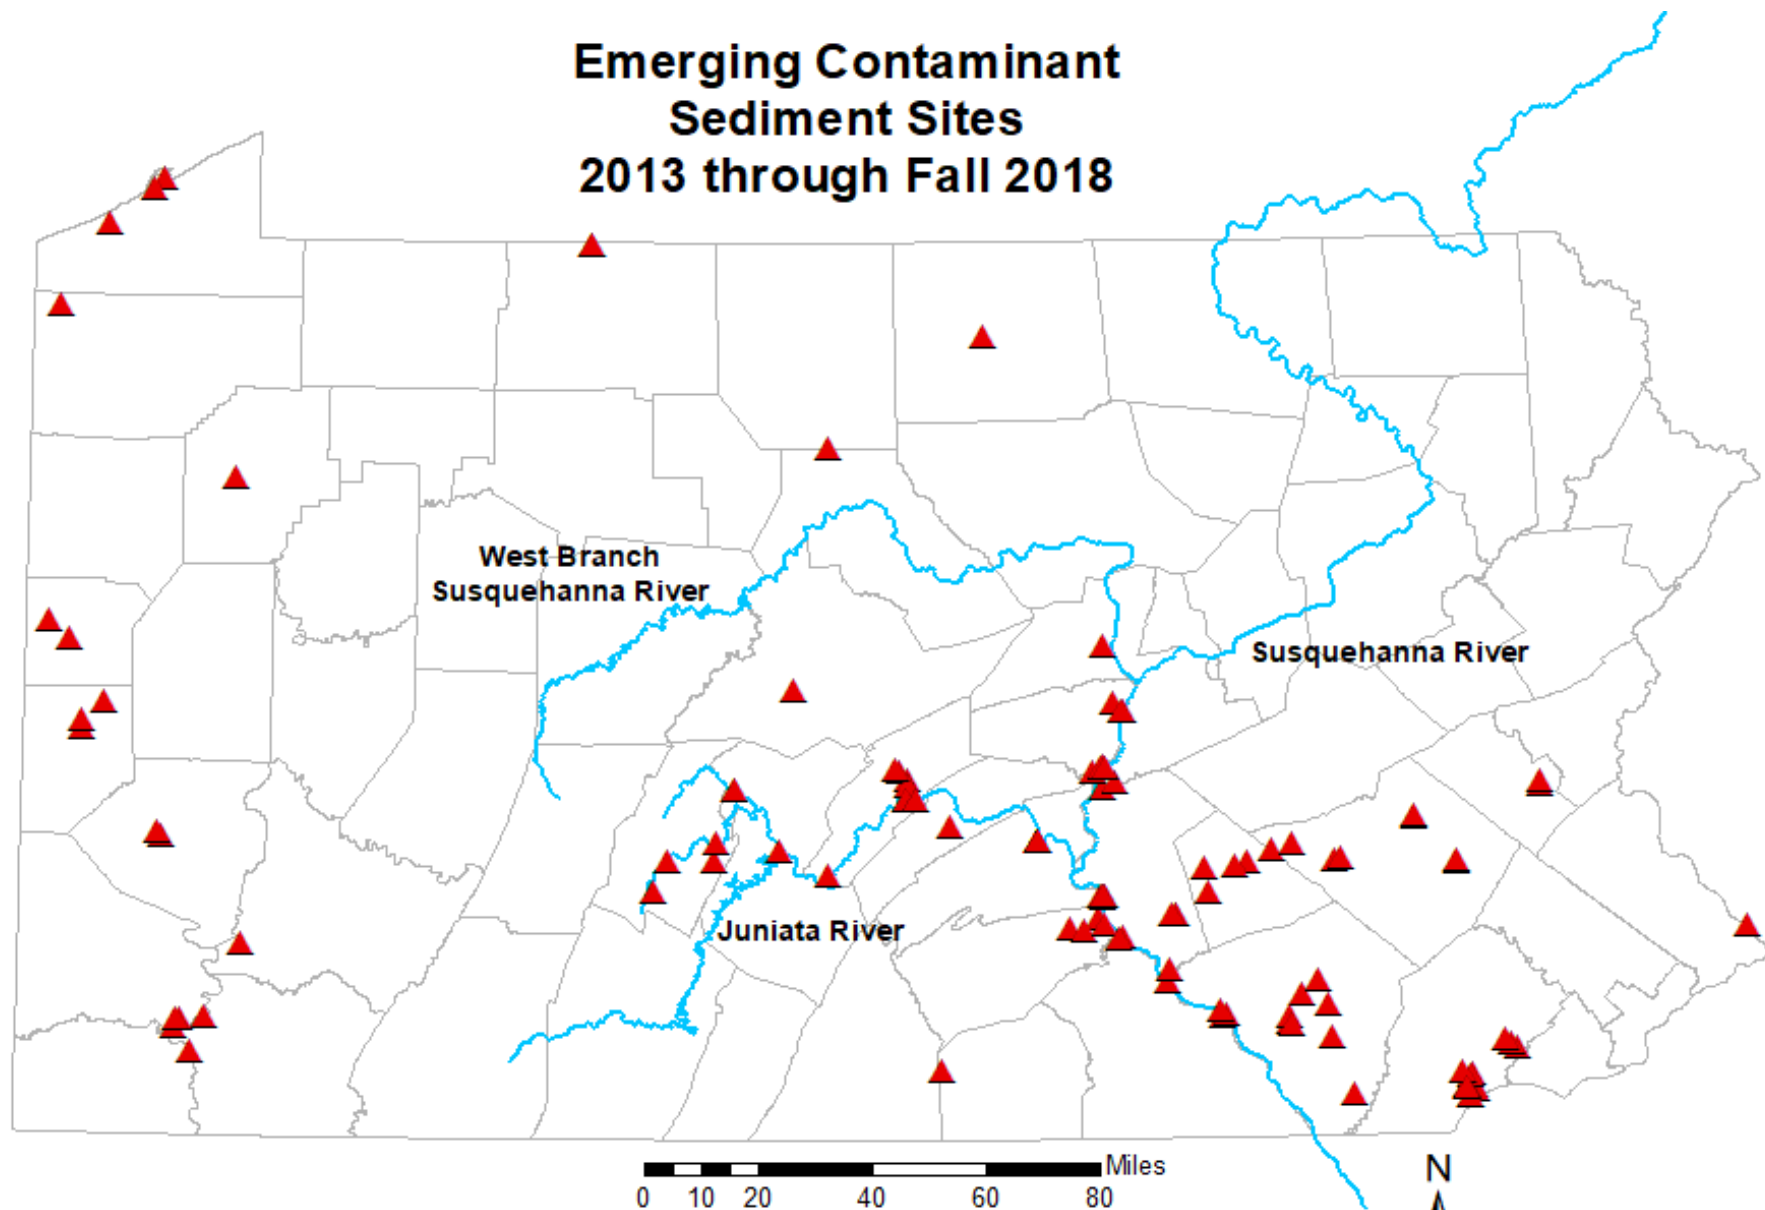 Emerging Contaminant
Sediment Sites
2013 through Fall 2018
West Branch
Susquehanna River
Susquehanna River
Juniata River
Miles
0 10 20 40 60 80
N